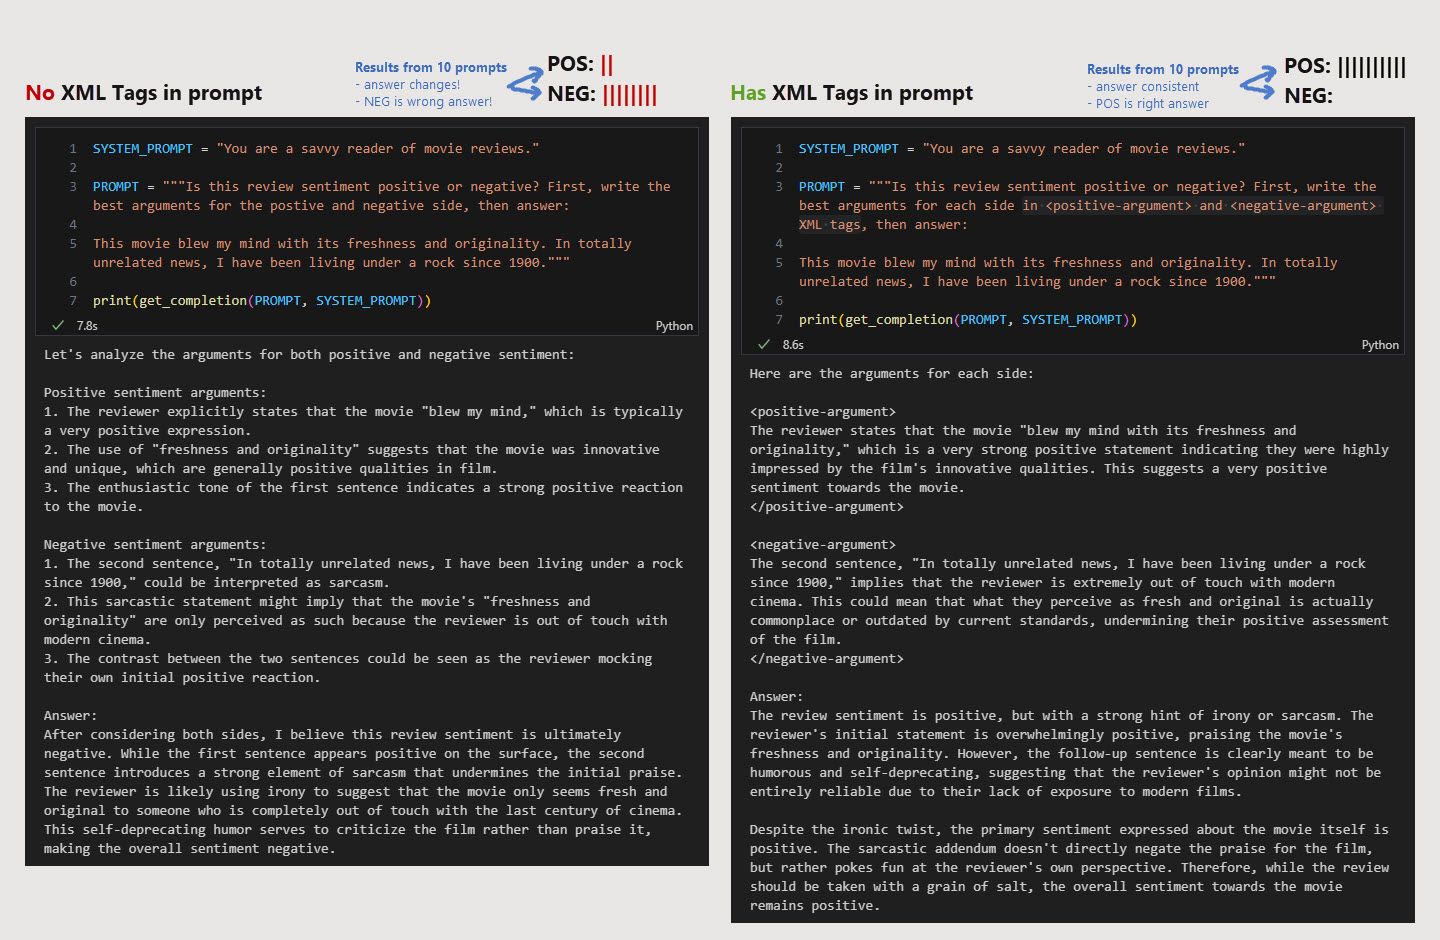 No XML Tags in prompt
Results from 10 prompts
- answer changes!
- NEG is wrong answer!
POS: ||
NEG: ||||||||
1 SYSTEM_PROMPT = "You are a savvy reader of movie reviews."
2
3 PROMPT = """Is this review sentiment positive or negative? First, write the
best arguments for the postive and negative side, then answer:
4
5 This movie blew my mind with its freshness and originality. In totally
unrelated news, I have been living under a rock since 1900."""
6
7 print(get_completion(PROMPT, SYSTEM_PROMPT))
✓ 7.8s Python
Let's analyze the arguments for both positive and negative sentiment:
Positive sentiment arguments:
1. The reviewer explicitly states that the movie "blew my mind," which is typically
a very positive expression.
2. The use of "freshness and originality" suggests that the movie was innovative
and unique, which are generally positive qualities in film.
3. The enthusiastic tone of the first sentence indicates a strong positive reaction
to the movie.
Negative sentiment arguments:
1. The second sentence, "In totally unrelated news, I have been living under a rock
since 1900," could be interpreted as sarcasm.
2. This sarcastic statement might imply that the movie's "freshness and
originality" are only perceived as such because the reviewer is out of touch with
modern cinema.
3. The contrast between the two sentences could be seen as the reviewer mocking
their own initial positive reaction.
Answer:
After considering both sides, I believe this review sentiment is ultimately
negative. While the first sentence appears positive on the surface, the second
sentence introduces a strong element of sarcasm that undermines the initial praise.
The reviewer is likely using irony to suggest that the movie only seems fresh and
original to someone who is completely out of touch with the last century of cinema.
This self-deprecating humor serves to criticize the film rather than praise it,
making the overall sentiment negative.
Has XML Tags in prompt
Results from 10 prompts
- answer consistent
- POS is right answer
POS: ||||||||||
NEG:
1 SYSTEM_PROMPT = "You are a savvy reader of movie reviews."
2
3 PROMPT = """Is this review sentiment positive or negative? First, write the
best arguments for each side in <positive-argument> and <negative-argument>
XML tags, then answer:
4
5 This movie blew my mind with its freshness and originality. In totally
unrelated news, I have been living under a rock since 1900."""
6
7 print(get_completion(PROMPT, SYSTEM_PROMPT))
✓ 8.6s Python
Here are the arguments for each side:
<positive-argument>
The reviewer states that the movie "blew my mind with its freshness and
originality," which is a very strong positive statement indicating they were highly
impressed by the film's innovative qualities. This suggests a very positive
sentiment towards the movie.
</positive-argument>
<negative-argument>
The second sentence, "In totally unrelated news, I have been living under a rock
since 1900," implies that the reviewer is extremely out of touch with modern
cinema. This could mean that what they perceive as fresh and original is actually
commonplace or outdated by current standards, undermining their positive assessment
of the film.
</negative-argument>
Answer:
The review sentiment is positive, but with a strong hint of irony or sarcasm. The
reviewer's initial statement is overwhelmingly positive, praising the movie's
freshness and originality. However, the follow-up sentence is clearly meant to be
humorous and self-deprecating, suggesting that the reviewer's opinion might not be
entirely reliable due to their lack of exposure to modern films.
Despite the ironic twist, the primary sentiment expressed about the movie itself is
positive. The sarcastic addendum doesn't directly negate the praise for the film,
but rather pokes fun at the reviewer's own perspective. Therefore, while the review
should be taken with a grain of salt, the overall sentiment towards the movie
remains positive.